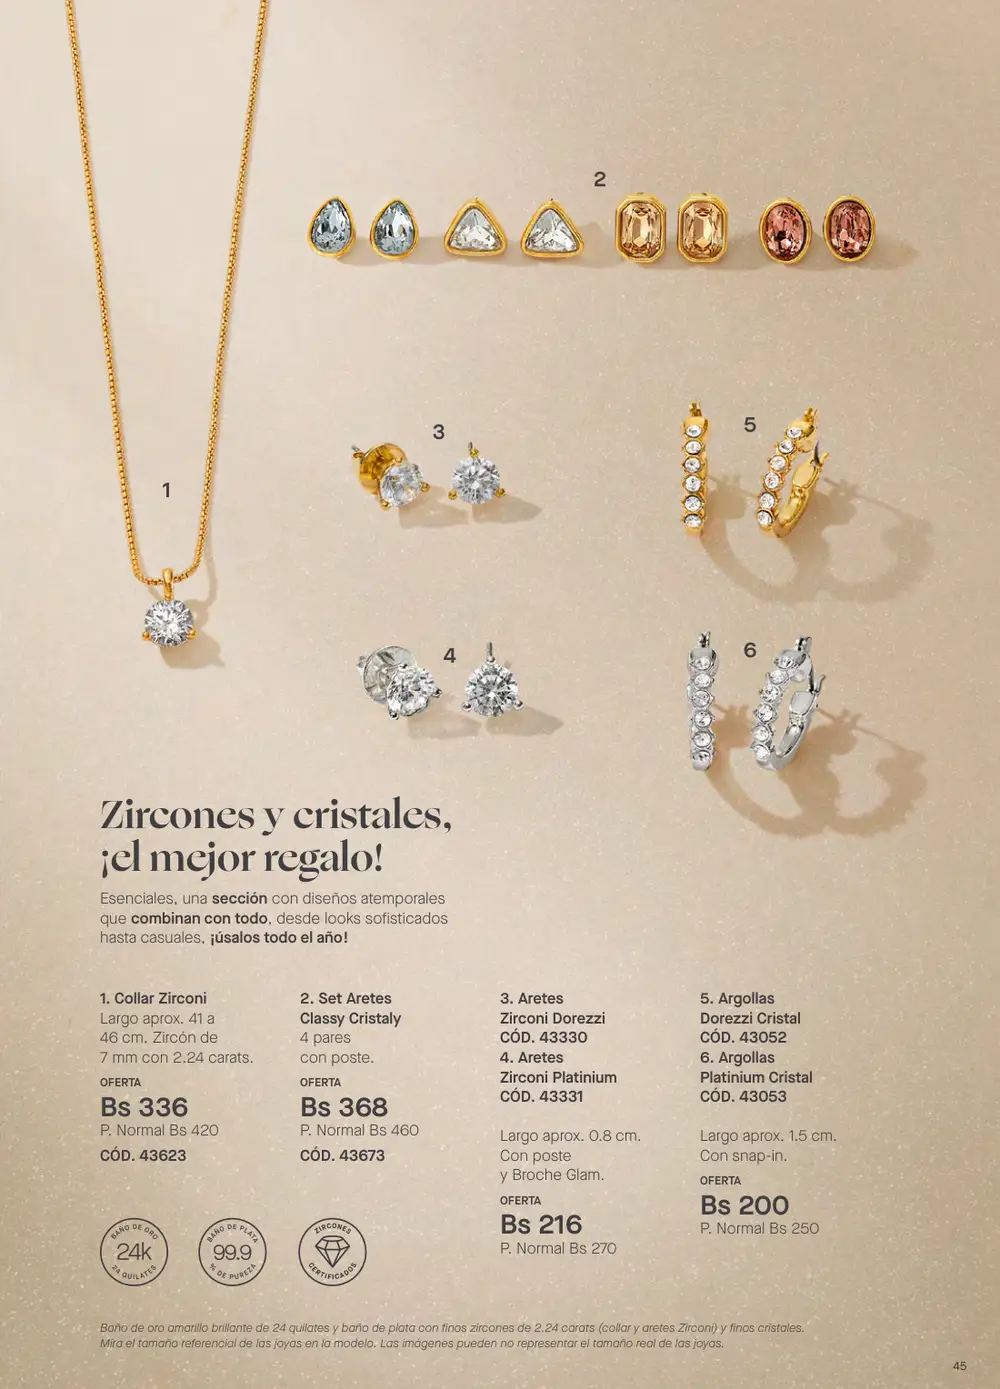 2
3
5
1
4
6
Zircones y cristales,
¡el mejor regalo!
Esenciales, una sección con diseños atemporales
que combinan con todo, desde looks sofisticados
hasta casuales, ¡úsalos todo el año!
1. Collar Zirconi
Largo aprox. 41 a
46 cm. Zircón de
7 mm con 2.24 carats.
OFERTA
Bs 336
P. Normal Bs 420
CÓD. 43623
2. Set Aretes
Classy Cristaly
4 pares
con poste.
OFERTA
Bs 368
P. Normal Bs 460
CÓD. 43673
3. Aretes
Zirconi Dorezzi
CÓD. 43330
4. Aretes
Zirconi Platinium
CÓD. 43331
Largo aprox. 0.8 cm.
Con poste
y Broche Glam.
OFERTA
Bs 216
P. Normal Bs 270
5. Argollas
Dorezzi Cristal
CÓD. 43052
6. Argollas
Platinium Cristal
CÓD. 43053
Largo aprox. 1.5 cm.
Con snap-in.
OFERTA
Bs 200
P. Normal Bs 250
BAÑO DE ORO
24k
24 QUILATES
BAÑO DE PLATA
99.9
% DE PUREZA
ZIRCONES
CERTIFICADOS
Baño de oro amarillo brillante de 24 quilates y baño de plata con finos zircones de 2.24 carats (collar y aretes Zirconi) y finos cristales.
Mira el tamaño referencial de las joyas en la modelo. Las imágenes pueden no representar el tamaño real de las joyas.
45